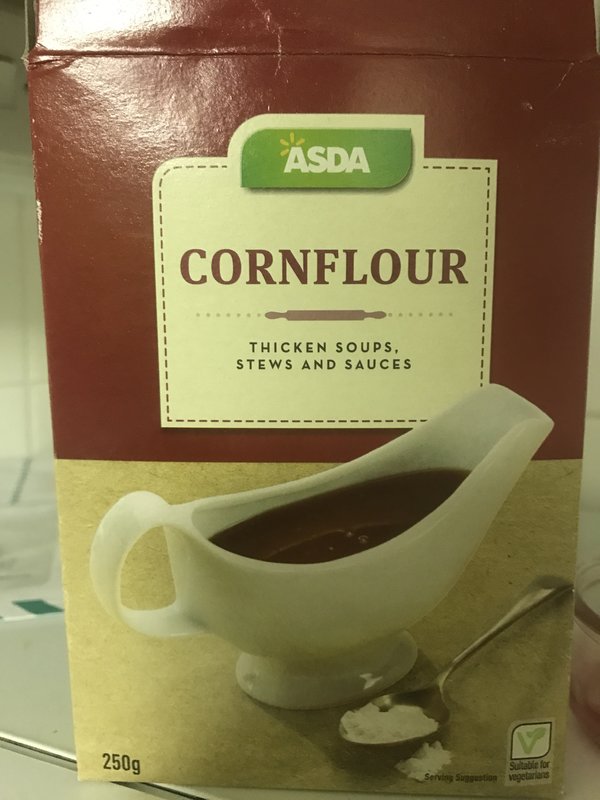 ASDA
CORNFLOUR
THICKEN SOUPS,
STEWS AND SAUCES
250g
Serving Suggestion
Suitable for
vegetarians